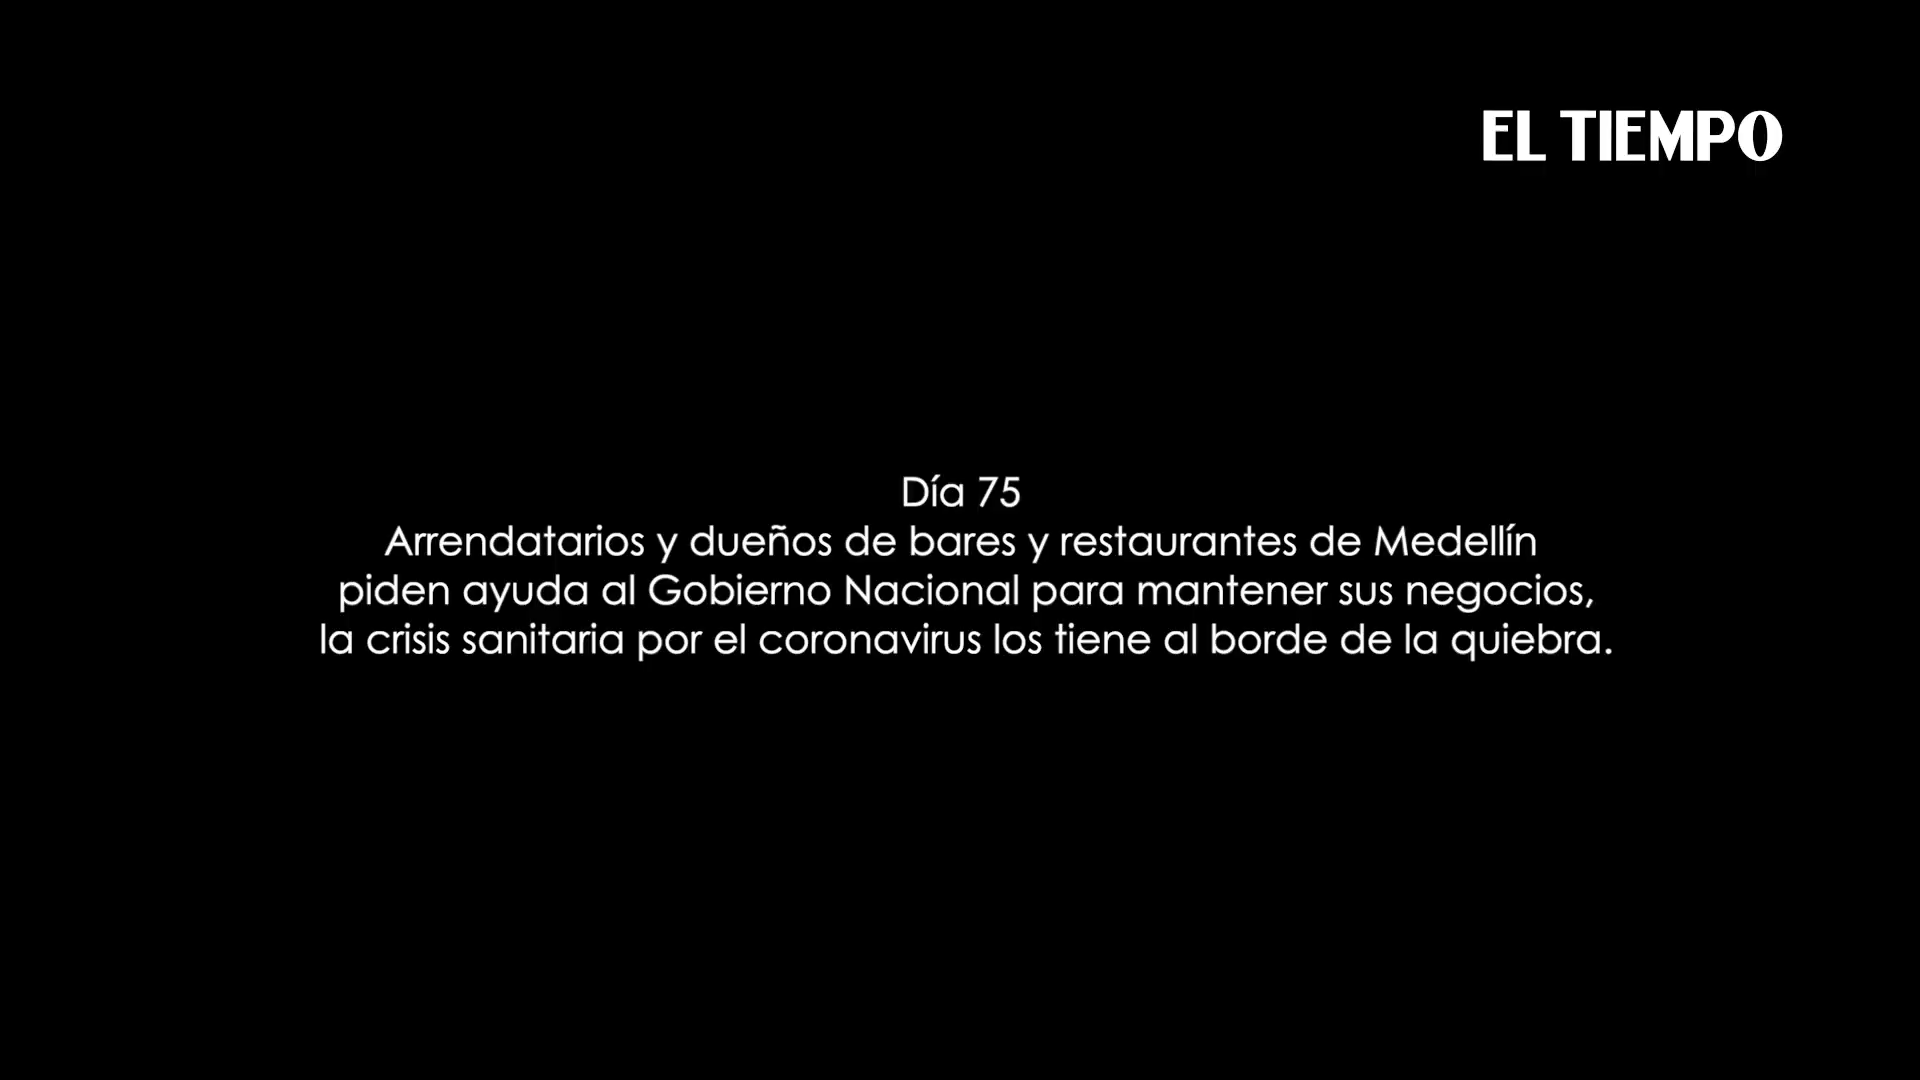 EL TIEMPO
Día 75
Arrendatarios y dueños de bares y restaurantes de Medellín
piden ayuda al Gobierno Nacional para mantener sus negocios,
la crisis sanitaria por el coronavirus los tiene al borde de la quiebra.